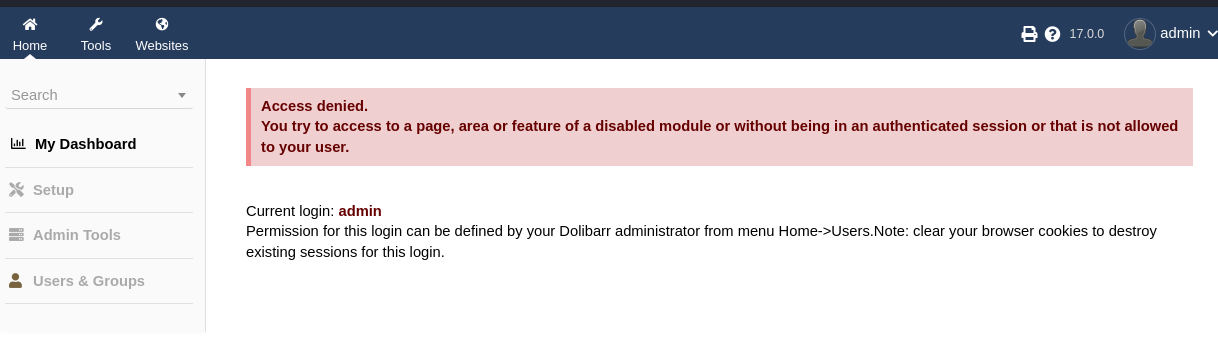 Home Tools Websites 17.0.0 admin
Search
My Dashboard
Setup
Admin Tools
Users & Groups
Access denied.
You try to access to a page, area or feature of a disabled module or without being in an authenticated session or that is not allowed
to your user.
Current login: admin
Permission for this login can be defined by your Dolibarr administrator from menu Home->Users.Note: clear your browser cookies to destroy
existing sessions for this login.